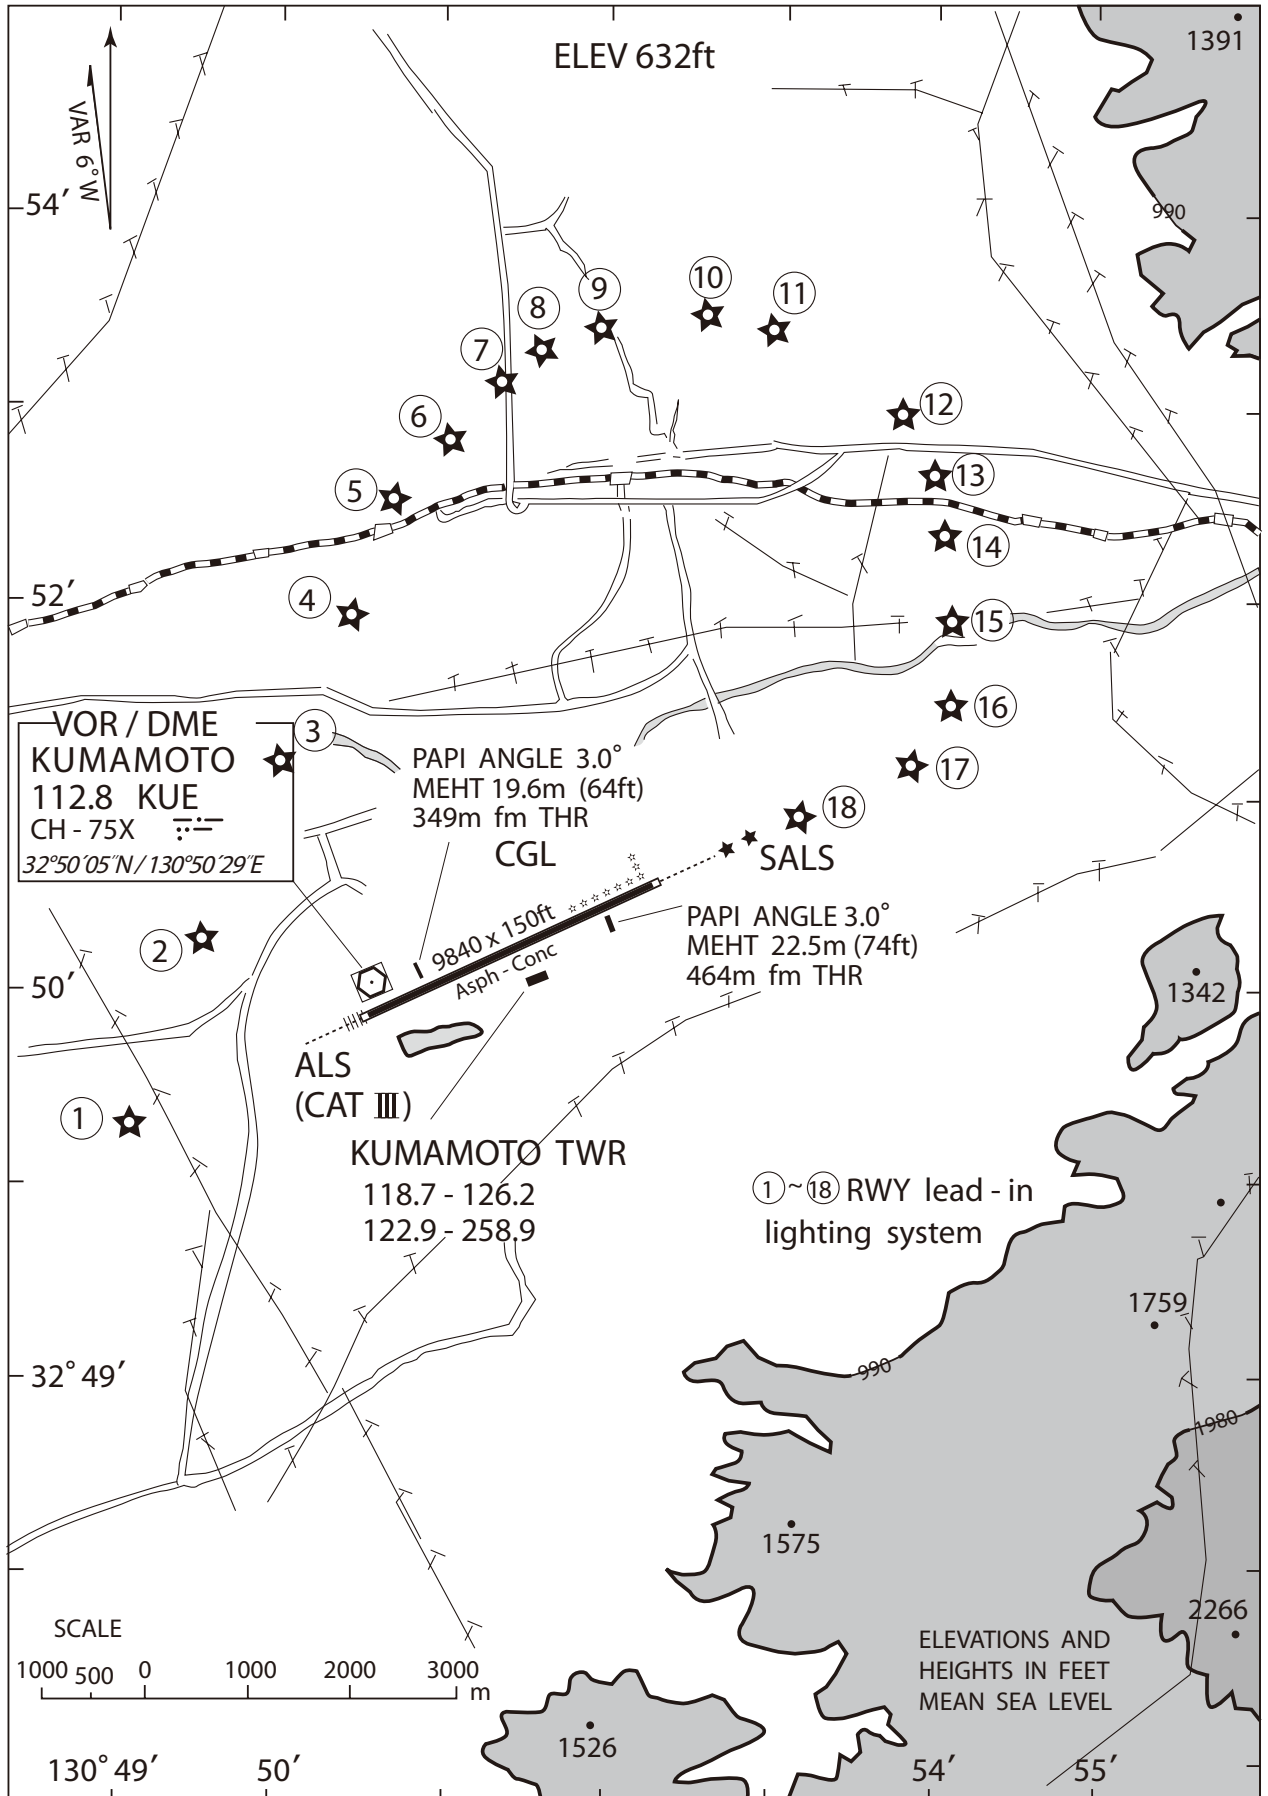 ELEV 632ft
1391
VAR 6°W
54′
990
10
9
11
8
7
12
6
13
5
14
52′
4
15
16
3
VOR / DME
KUMAMOTO
112.8 KUE
CH - 75X
32°50′05″N / 130°50′29″E
PAPI ANGLE 3.0°
MEHT 19.6m (64ft)
349m fm THR
17
18
CGL
SALS
9840 x 150ft
Asph - Conc
PAPI ANGLE 3.0°
MEHT 22.5m (74ft)
464m fm THR
2
50′
1342
ALS
(CAT III)
1
KUMAMOTO TWR
118.7 - 126.2
122.9 - 258.9
1 ~ 18 RWY lead - in
lighting system
1759
32° 49′
990
1980
1575
2266
SCALE
1000 500 0 1000 2000 3000
m
ELEVATIONS AND
HEIGHTS IN FEET
MEAN SEA LEVEL
1526
130° 49′ 50′ 54′ 55′